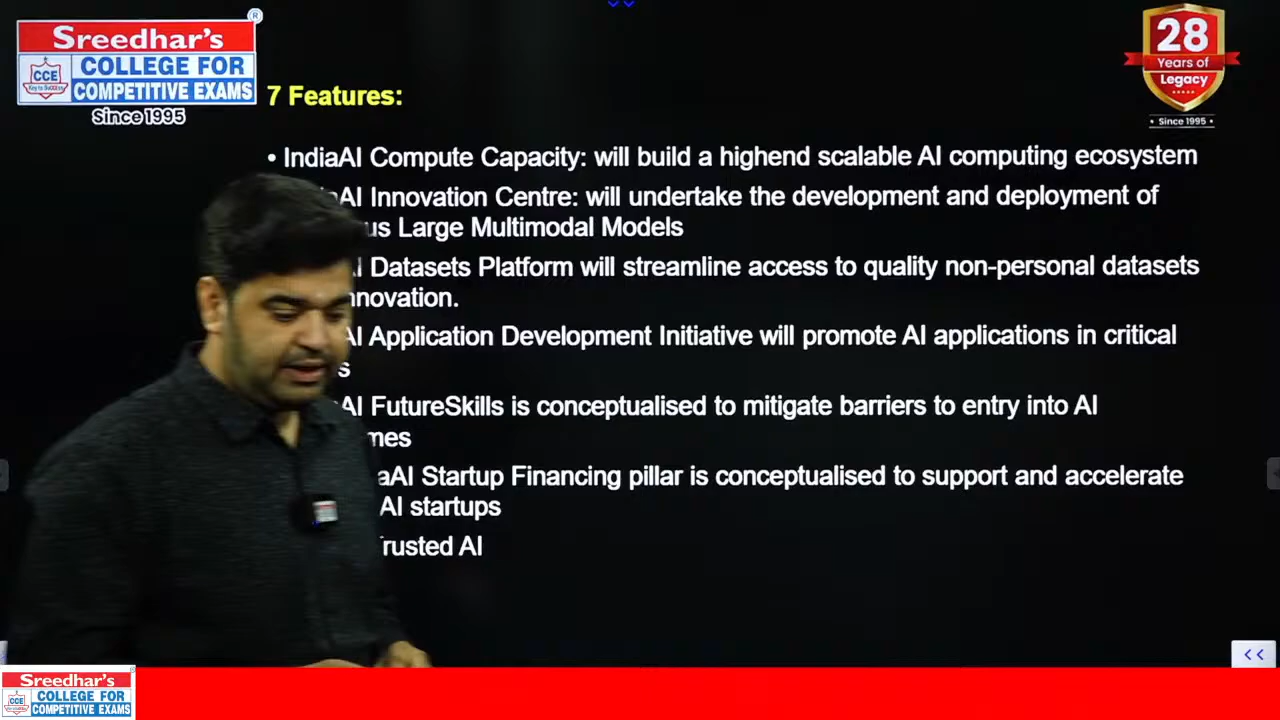 Sreedhar's
®
CCE
COLLEGE FOR
COMPETITIVE EXAMS
Since 1995
28
Years of
Legacy
• Since 1995 •
7 Features:
• IndiaAI Compute Capacity: will build a highend scalable AI computing ecosystem
AI Innovation Centre: will undertake the development and deployment of
us Large Multimodal Models
Datasets Platform will streamline access to quality non-personal datasets
nnovation.
AI Application Development Initiative will promote AI applications in critical
s
AI FutureSkills is conceptualised to mitigate barriers to entry into AI
mes
aAI Startup Financing pillar is conceptualised to support and accelerate
AI startups
Trusted AI
Sreedhar's
CCE
COLLEGE FOR
COMPETITIVE EXAMS